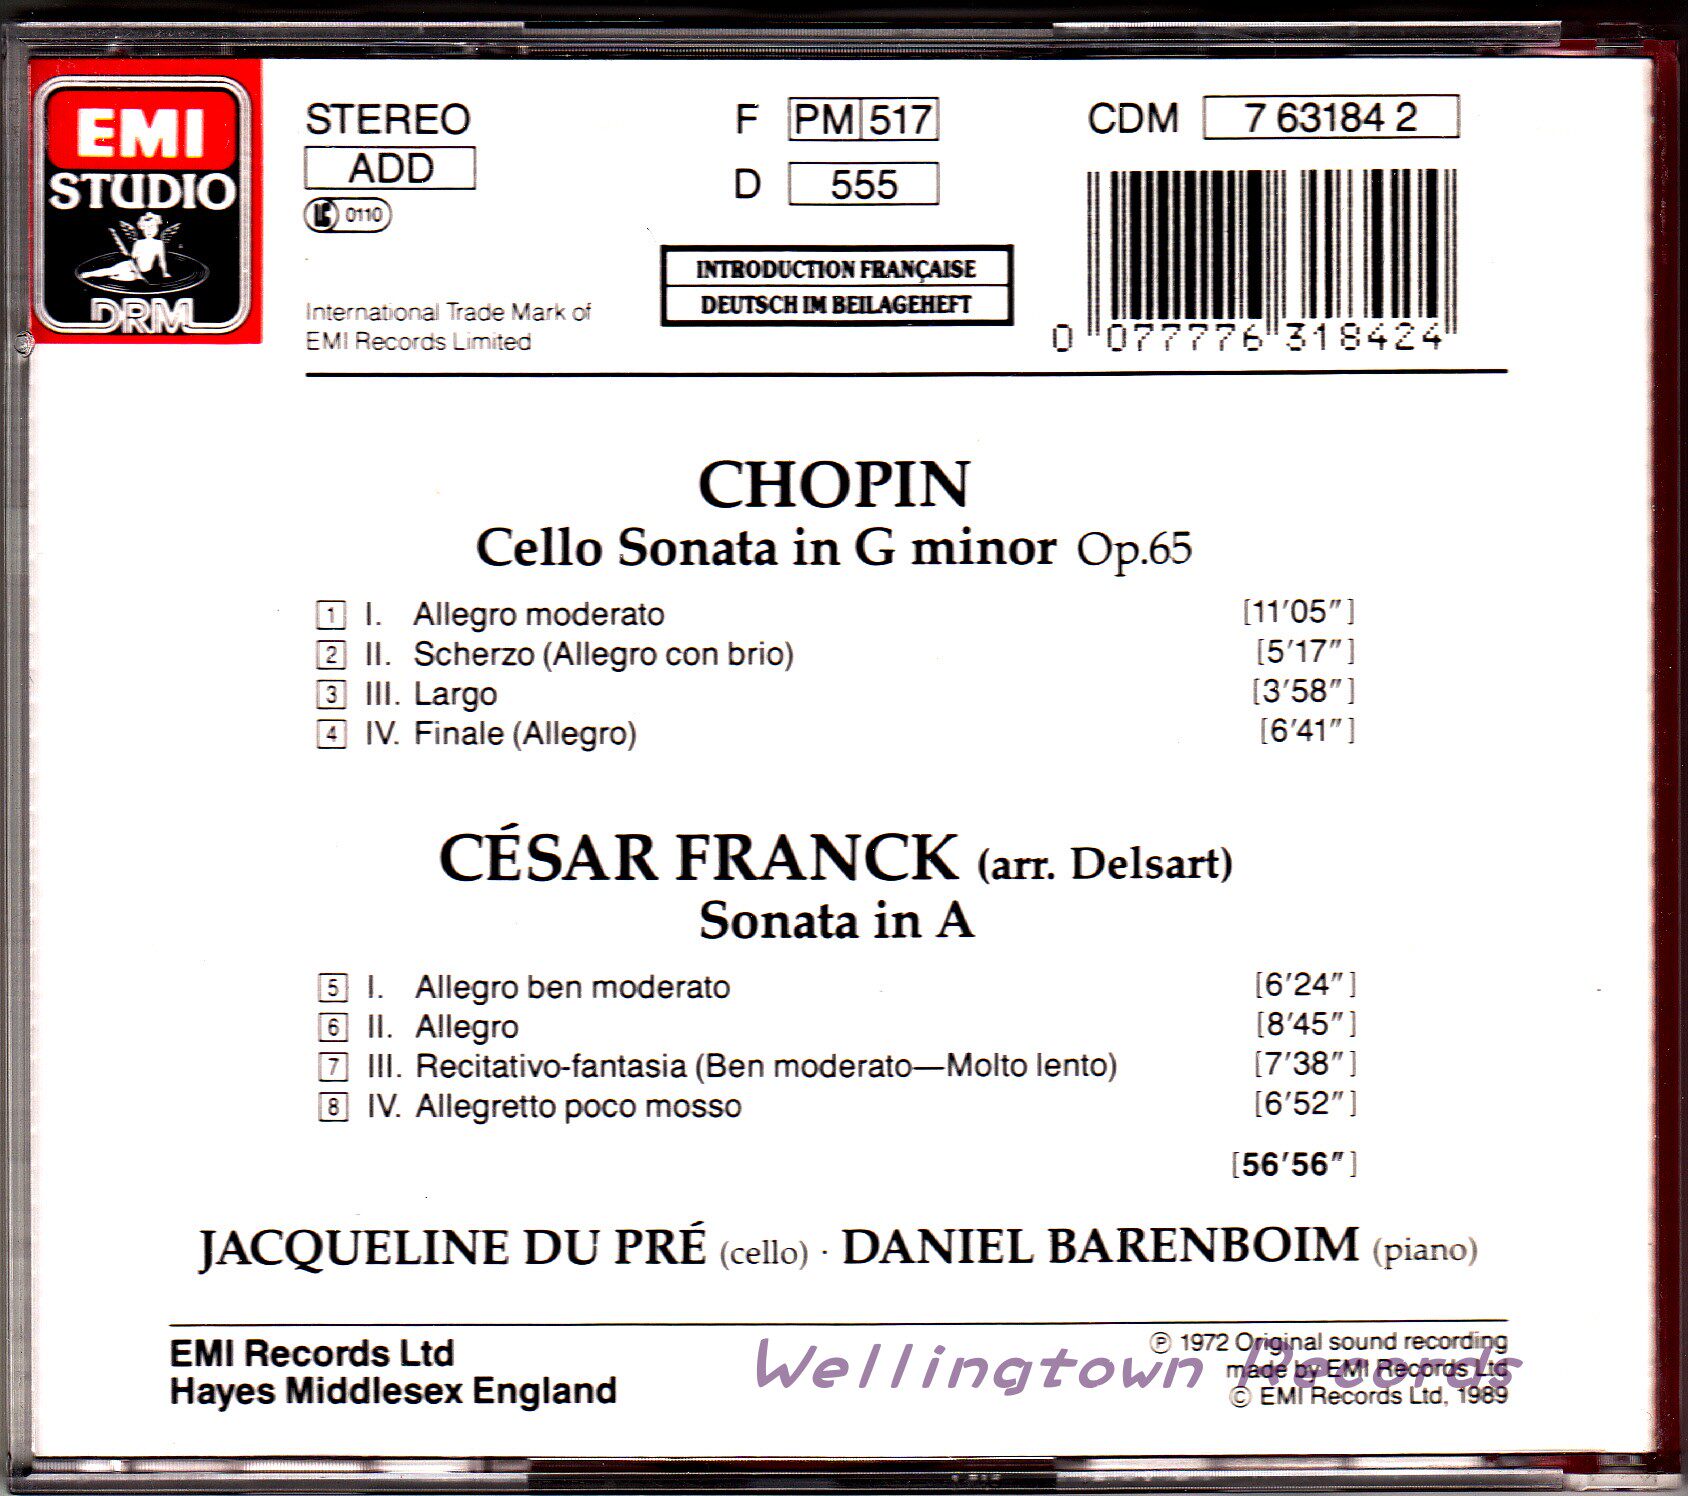 EMI
STUDIO
DRM
STEREO
ADD
LC 0110
International Trade Mark of
EMI Records Limited
F PM 517
D 555
INTRODUCTION FRANÇAISE
DEUTSCH IM BEILAGEHEFT
CDM 7 63184 2
0 077776 318424
CHOPIN
Cello Sonata in G minor Op.65
1 I. Allegro moderato [11′05″]
2 II. Scherzo (Allegro con brio) [5′17″]
3 III. Largo [3′58″]
4 IV. Finale (Allegro) [6′41″]
CÉSAR FRANCK (arr. Delsart)
Sonata in A
5 I. Allegro ben moderato [6′24″]
6 II. Allegro [8′45″]
7 III. Recitativo-fantasia (Ben moderato—Molto lento) [7′38″]
8 IV. Allegretto poco mosso [6′52″]
[56′56″]
JACQUELINE DU PRÉ (cello) · DANIEL BARENBOIM (piano)
EMI Records Ltd
Hayes Middlesex England
℗ 1972 Original sound recording
made by EMI Records Ltd
© EMI Records Ltd, 1989
Wellingtown Records